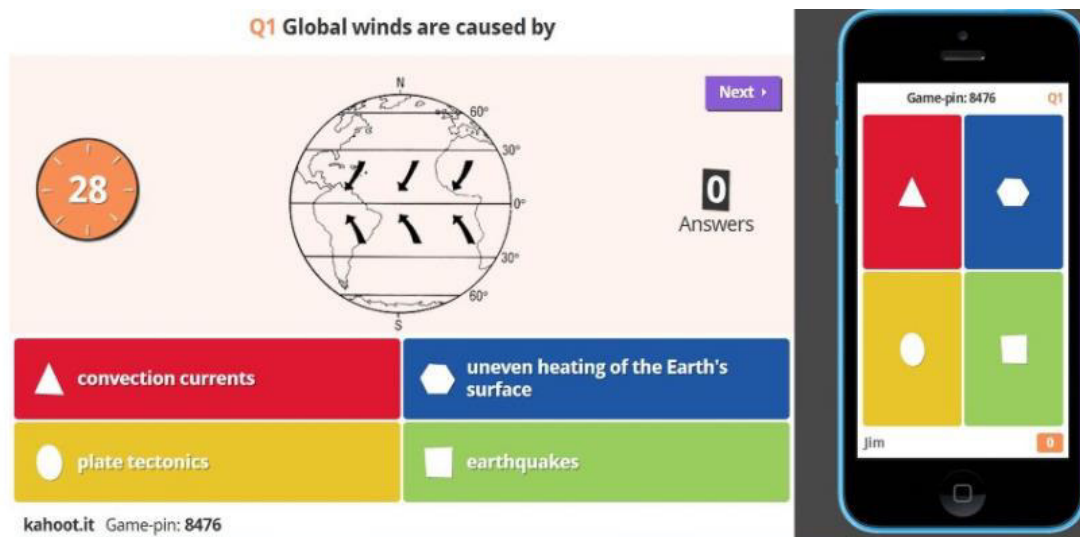 Q1 Global winds are caused by
Next
28
N
60°
30°
0°
30°
60°
S
0
Answers
convection currents
uneven heating of the Earth's
surface
plate tectonics
earthquakes
kahoot.it Game-pin: 8476
Game-pin: 8476 Q1
Jim 0